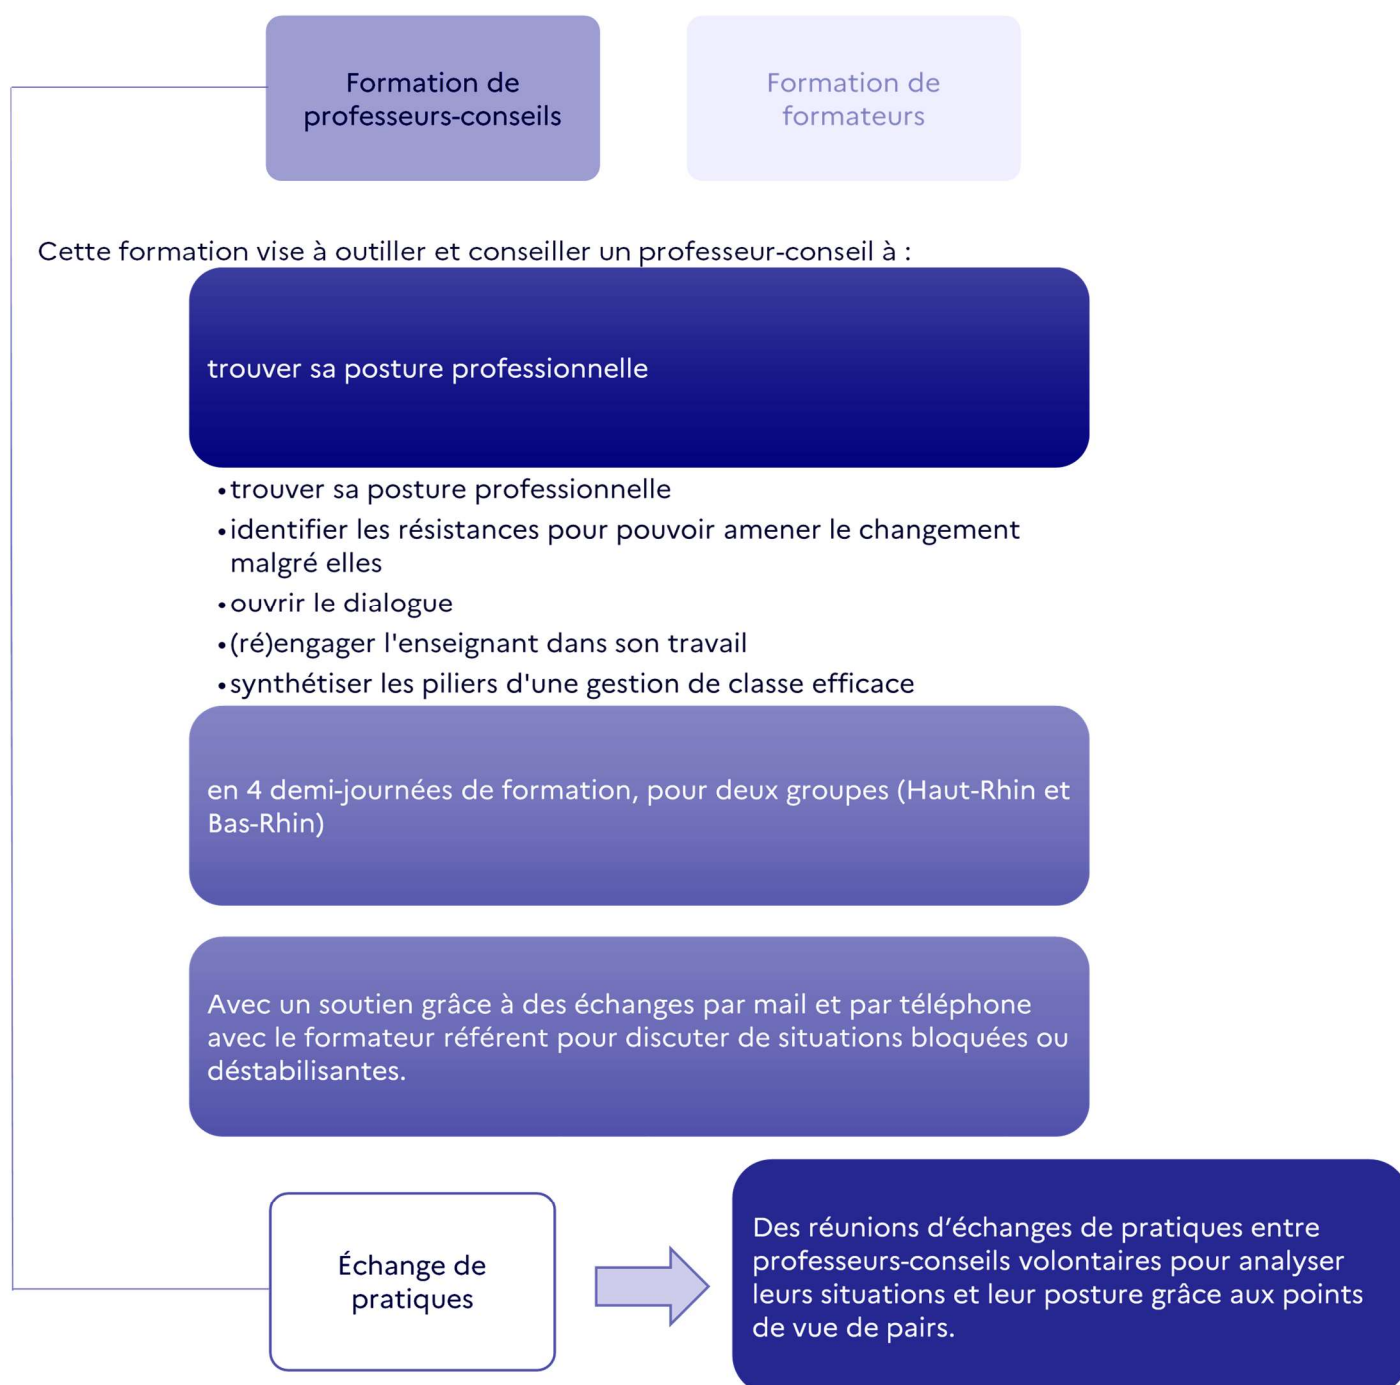 Formation de
professeurs-conseils
Formation de
formateurs
Cette formation vise à outiller et conseiller un professeur-conseil à :
trouver sa posture professionnelle
•trouver sa posture professionnelle
•identifier les résistances pour pouvoir amener le changement
malgré elles
•ouvrir le dialogue
•(ré)engager l'enseignant dans son travail
•synthétiser les piliers d'une gestion de classe efficace
en 4 demi-journées de formation, pour deux groupes (Haut-Rhin et
Bas-Rhin)
Avec un soutien grâce à des échanges par mail et par téléphone
avec le formateur référent pour discuter de situations bloquées ou
déstabilisantes.
Échange de
pratiques
Des réunions d’échanges de pratiques entre
professeurs-conseils volontaires pour analyser
leurs situations et leur posture grâce aux points
de vue de pairs.